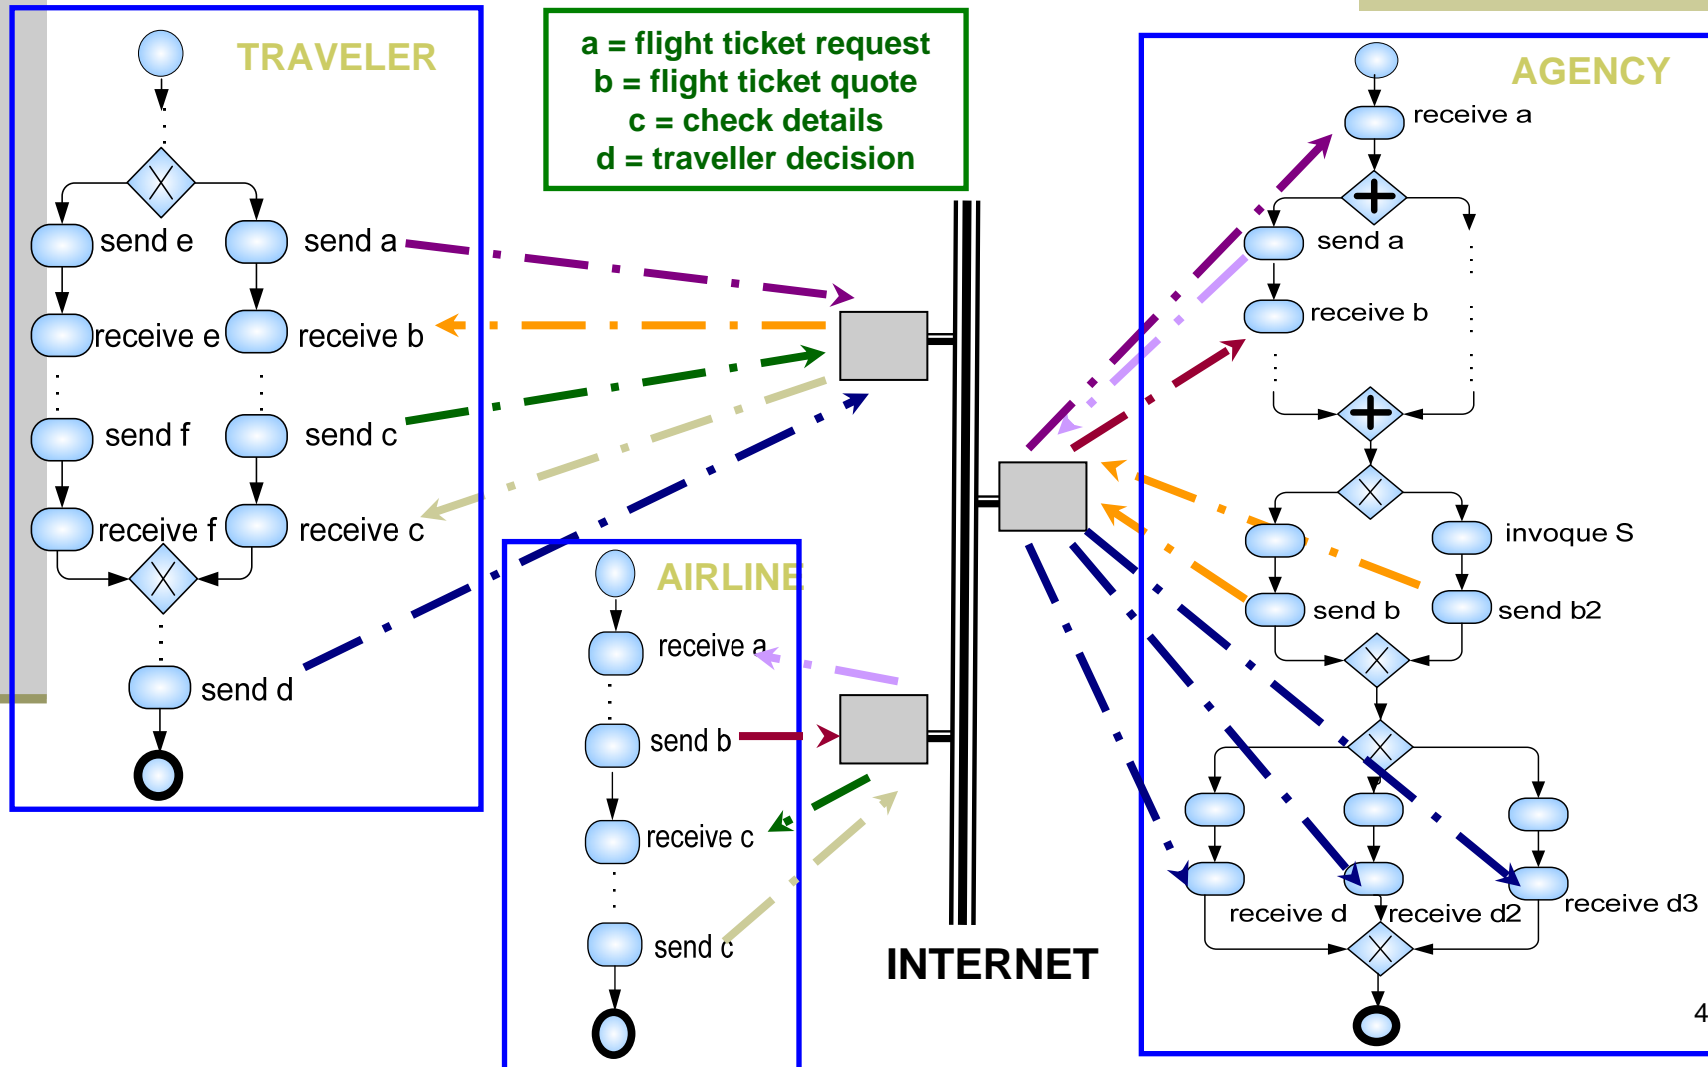 TRAVELER
send e
send a
receive e
receive b
send f
send c
receive f
receive c
send d
a = flight ticket request
b = flight ticket quote
c = check details
d = traveller decision
AIRLINE
receive a
send b
receive c
send c
INTERNET
AGENCY
receive a
send a
receive b
invoque S
send b
send b2
receive d
receive d2
receive d3
4